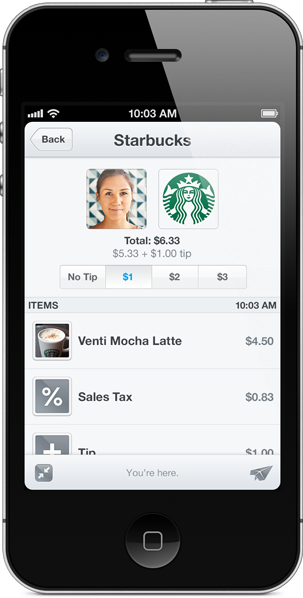 10:03 AM
Back
Starbucks
Total: $6.33
$5.33 + $1.00 tip
No Tip $1 $2 $3
ITEMS 10:03 AM
Venti Mocha Latte $4.50
% Sales Tax $0.83
+ Tip $1.00
You're here.